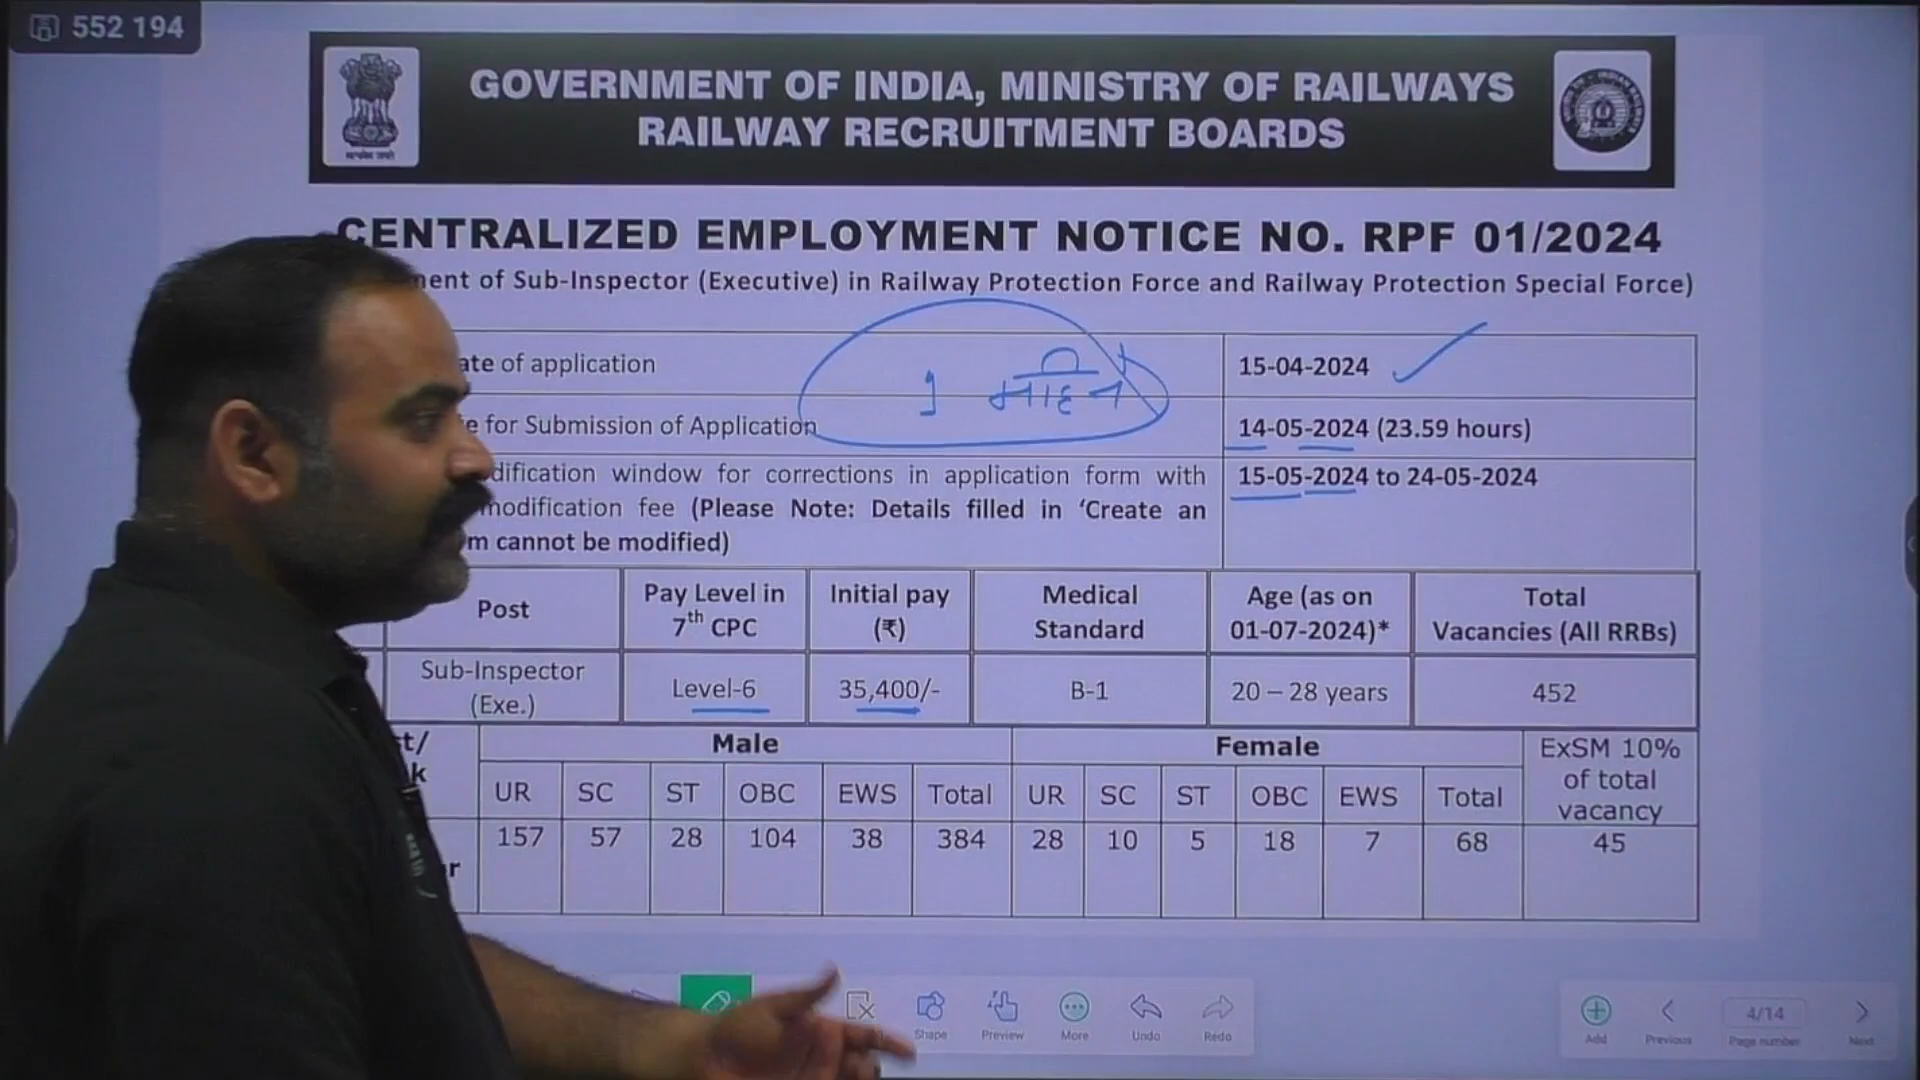 552 194
GOVERNMENT OF INDIA, MINISTRY OF RAILWAYS
RAILWAY RECRUITMENT BOARDS
CENTRALIZED EMPLOYMENT NOTICE NO. RPF 01/2024
ment of Sub-Inspector (Executive) in Railway Protection Force and Railway Protection Special Force)
ate of application 15-04-2024
1
e for Submission of Application 14-05-2024 (23.59 hours)
dification window for corrections in application form with 15-05-2024 to 24-05-2024
modification fee (Please Note: Details filled in ‘Create an
m cannot be modified)
Post Pay Level in 7th CPC Initial pay (₹) Medical Standard Age (as on 01-07-2024)* Total Vacancies (All RRBs)
Sub-Inspector (Exe.) Level-6 35,400/- B-1 20 – 28 years 452
t/ Male Female ExSM 10% of total vacancy
k UR SC ST OBC EWS Total UR SC ST OBC EWS Total
r 157 57 28 104 38 384 28 10 5 18 7 68 45
Shape Preview More Undo Redo Add Previous 4/14 Page number Next